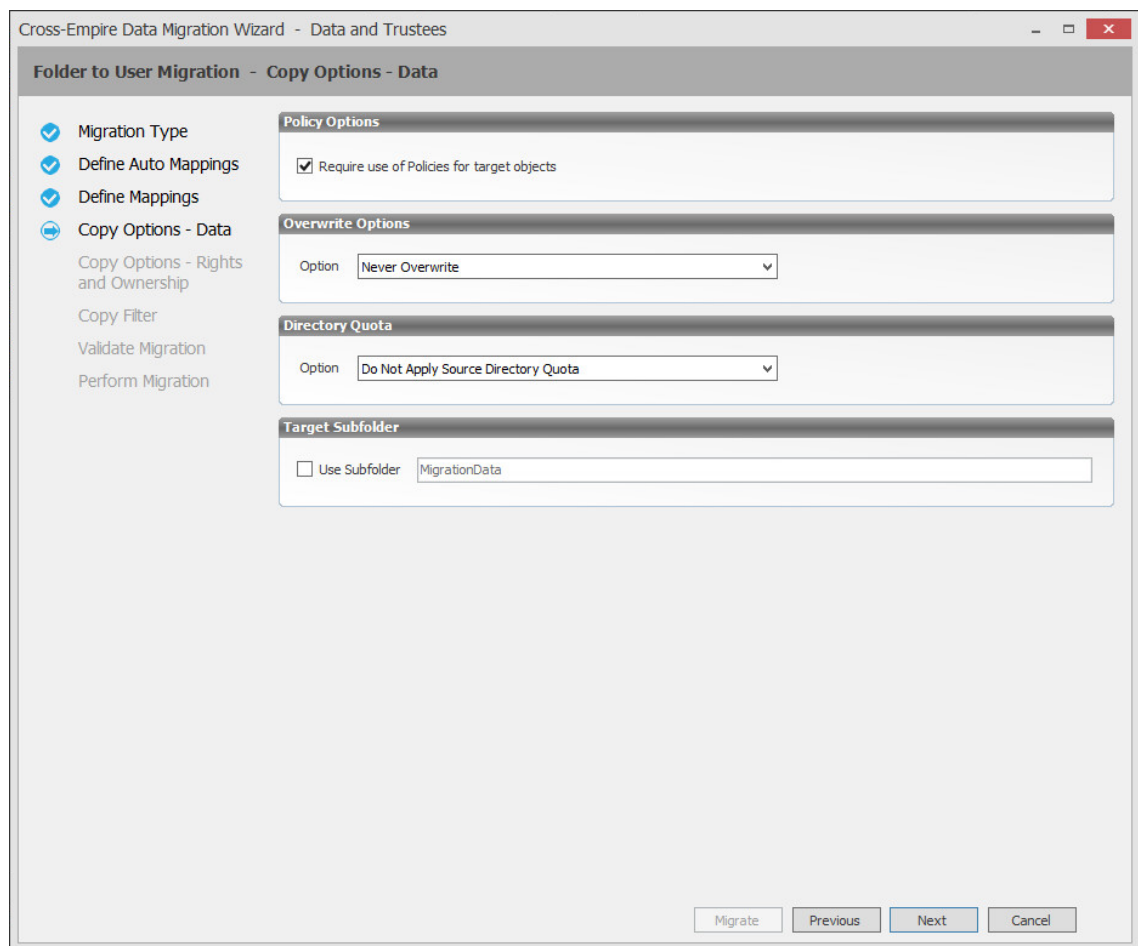 Cross-Empire Data Migration Wizard - Data and Trustees
Folder to User Migration - Copy Options - Data
Migration Type
Define Auto Mappings
Define Mappings
Copy Options - Data
Copy Options - Rights
and Ownership
Copy Filter
Validate Migration
Perform Migration
Policy Options
Require use of Policies for target objects
Overwrite Options
Option Never Overwrite
Directory Quota
Option Do Not Apply Source Directory Quota
Target Subfolder
Use Subfolder MigrationData
Migrate Previous Next Cancel